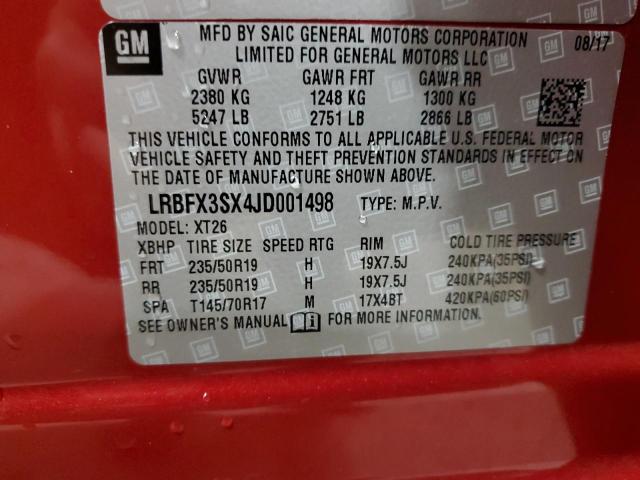 GM
MFD BY SAIC GENERAL MOTORS CORPORATION 08/17
LIMITED FOR GENERAL MOTORS LLC
GVWR GAWR FRT GAWR RR
2380 KG 1248 KG 1300 KG
5247 LB 2751 LB 2866 LB
THIS VEHICLE CONFORMS TO ALL APPLICABLE U.S. FEDERAL MOTOR
VEHICLE SAFETY AND THEFT PREVENTION STANDARDS IN EFFECT ON
THE DATE OF MANUFACTURE SHOWN ABOVE.
LRBFX3SX4JD001498 TYPE: M.P.V.
MODEL: XT26
XBHP TIRE SIZE SPEED RTG RIM COLD TIRE PRESSURE
FRT 235/50R19 H 19X7.5J 240KPA(35PSI)
RR 235/50R19 H 19X7.5J 240KPA(35PSI)
SPA T145/70R17 M 17X4BT 420KPA(60PSI)
SEE OWNER'S MANUAL FOR MORE INFORMATION.